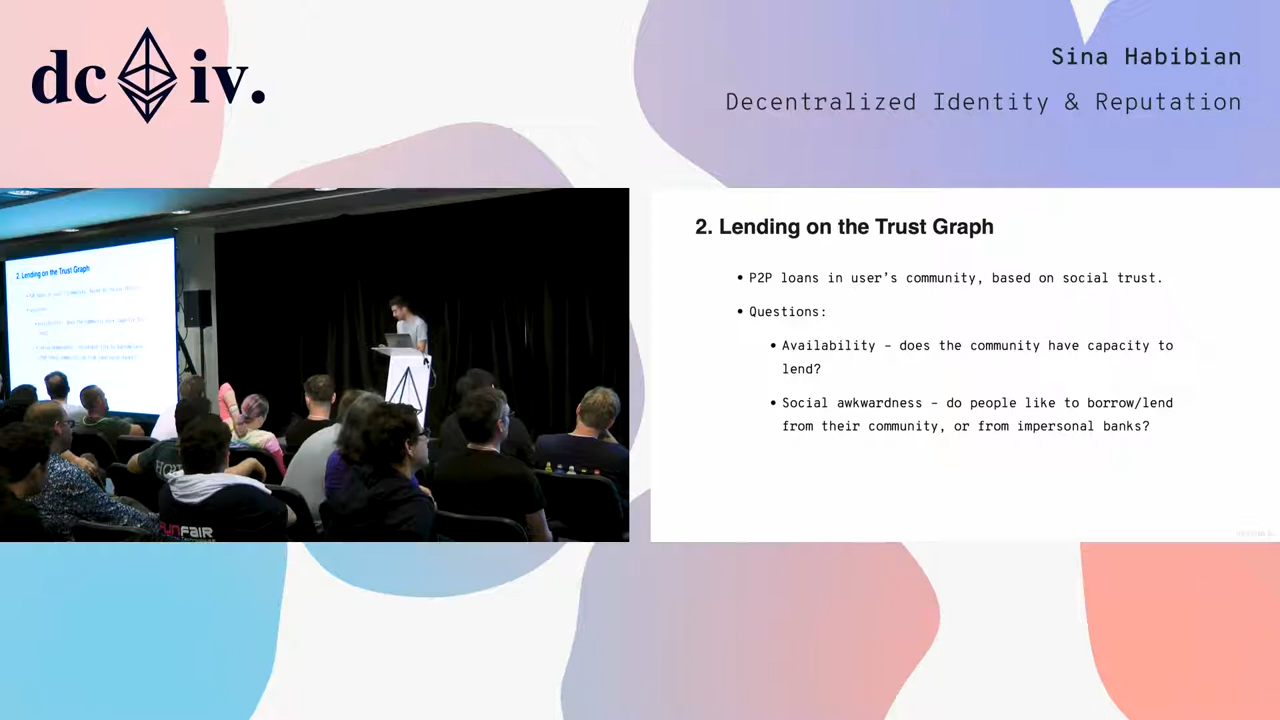 dc iv.
Sina Habibian
Decentralized Identity & Reputation
2. Lending on the Trust Graph
• P2P loans in user's community, based on social trust.
• Questions:
• Availability – does the community have capacity to
lend?
• Social awkwardness – do people like to borrow/lend
from their community, or from impersonal banks?
2. Lending on the Trust Graph
FUNFAIR